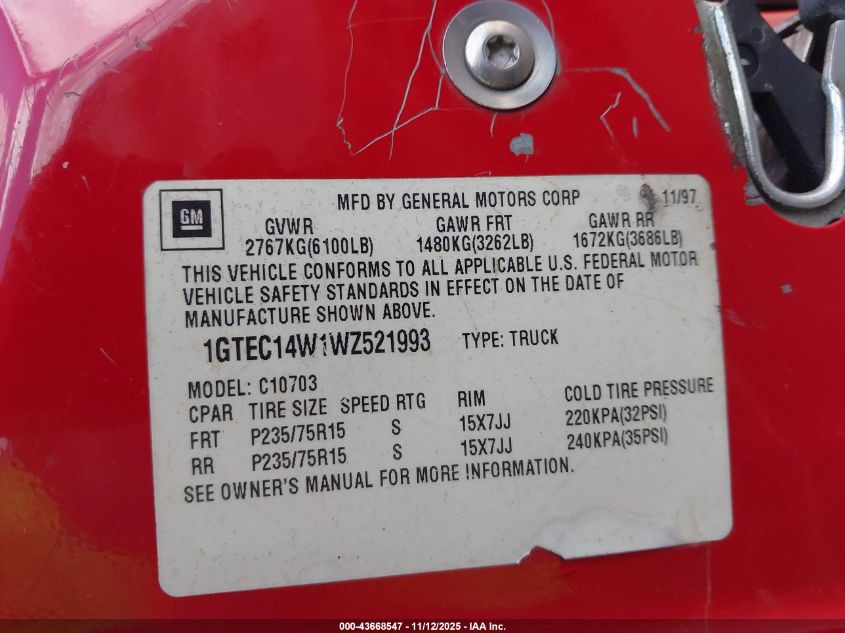 GM
MFD BY GENERAL MOTORS CORP 11/97
GVWR GAWR FRT GAWR RR
2767KG(6100LB) 1480KG(3262LB) 1672KG(3686LB)
THIS VEHICLE CONFORMS TO ALL APPLICABLE U.S. FEDERAL MOTOR
VEHICLE SAFETY STANDARDS IN EFFECT ON THE DATE OF
MANUFACTURE SHOWN ABOVE.
1GTEC14W1WZ521993 TYPE: TRUCK
MODEL: C10703
CPAR TIRE SIZE SPEED RTG RIM COLD TIRE PRESSURE
FRT P235/75R15 S 15X7JJ 220KPA(32PSI)
RR P235/75R15 S 15X7JJ 240KPA(35PSI)
SEE OWNER'S MANUAL FOR MORE INFORMATION.
000-43668547 - 11/12/2025 - IAA Inc.